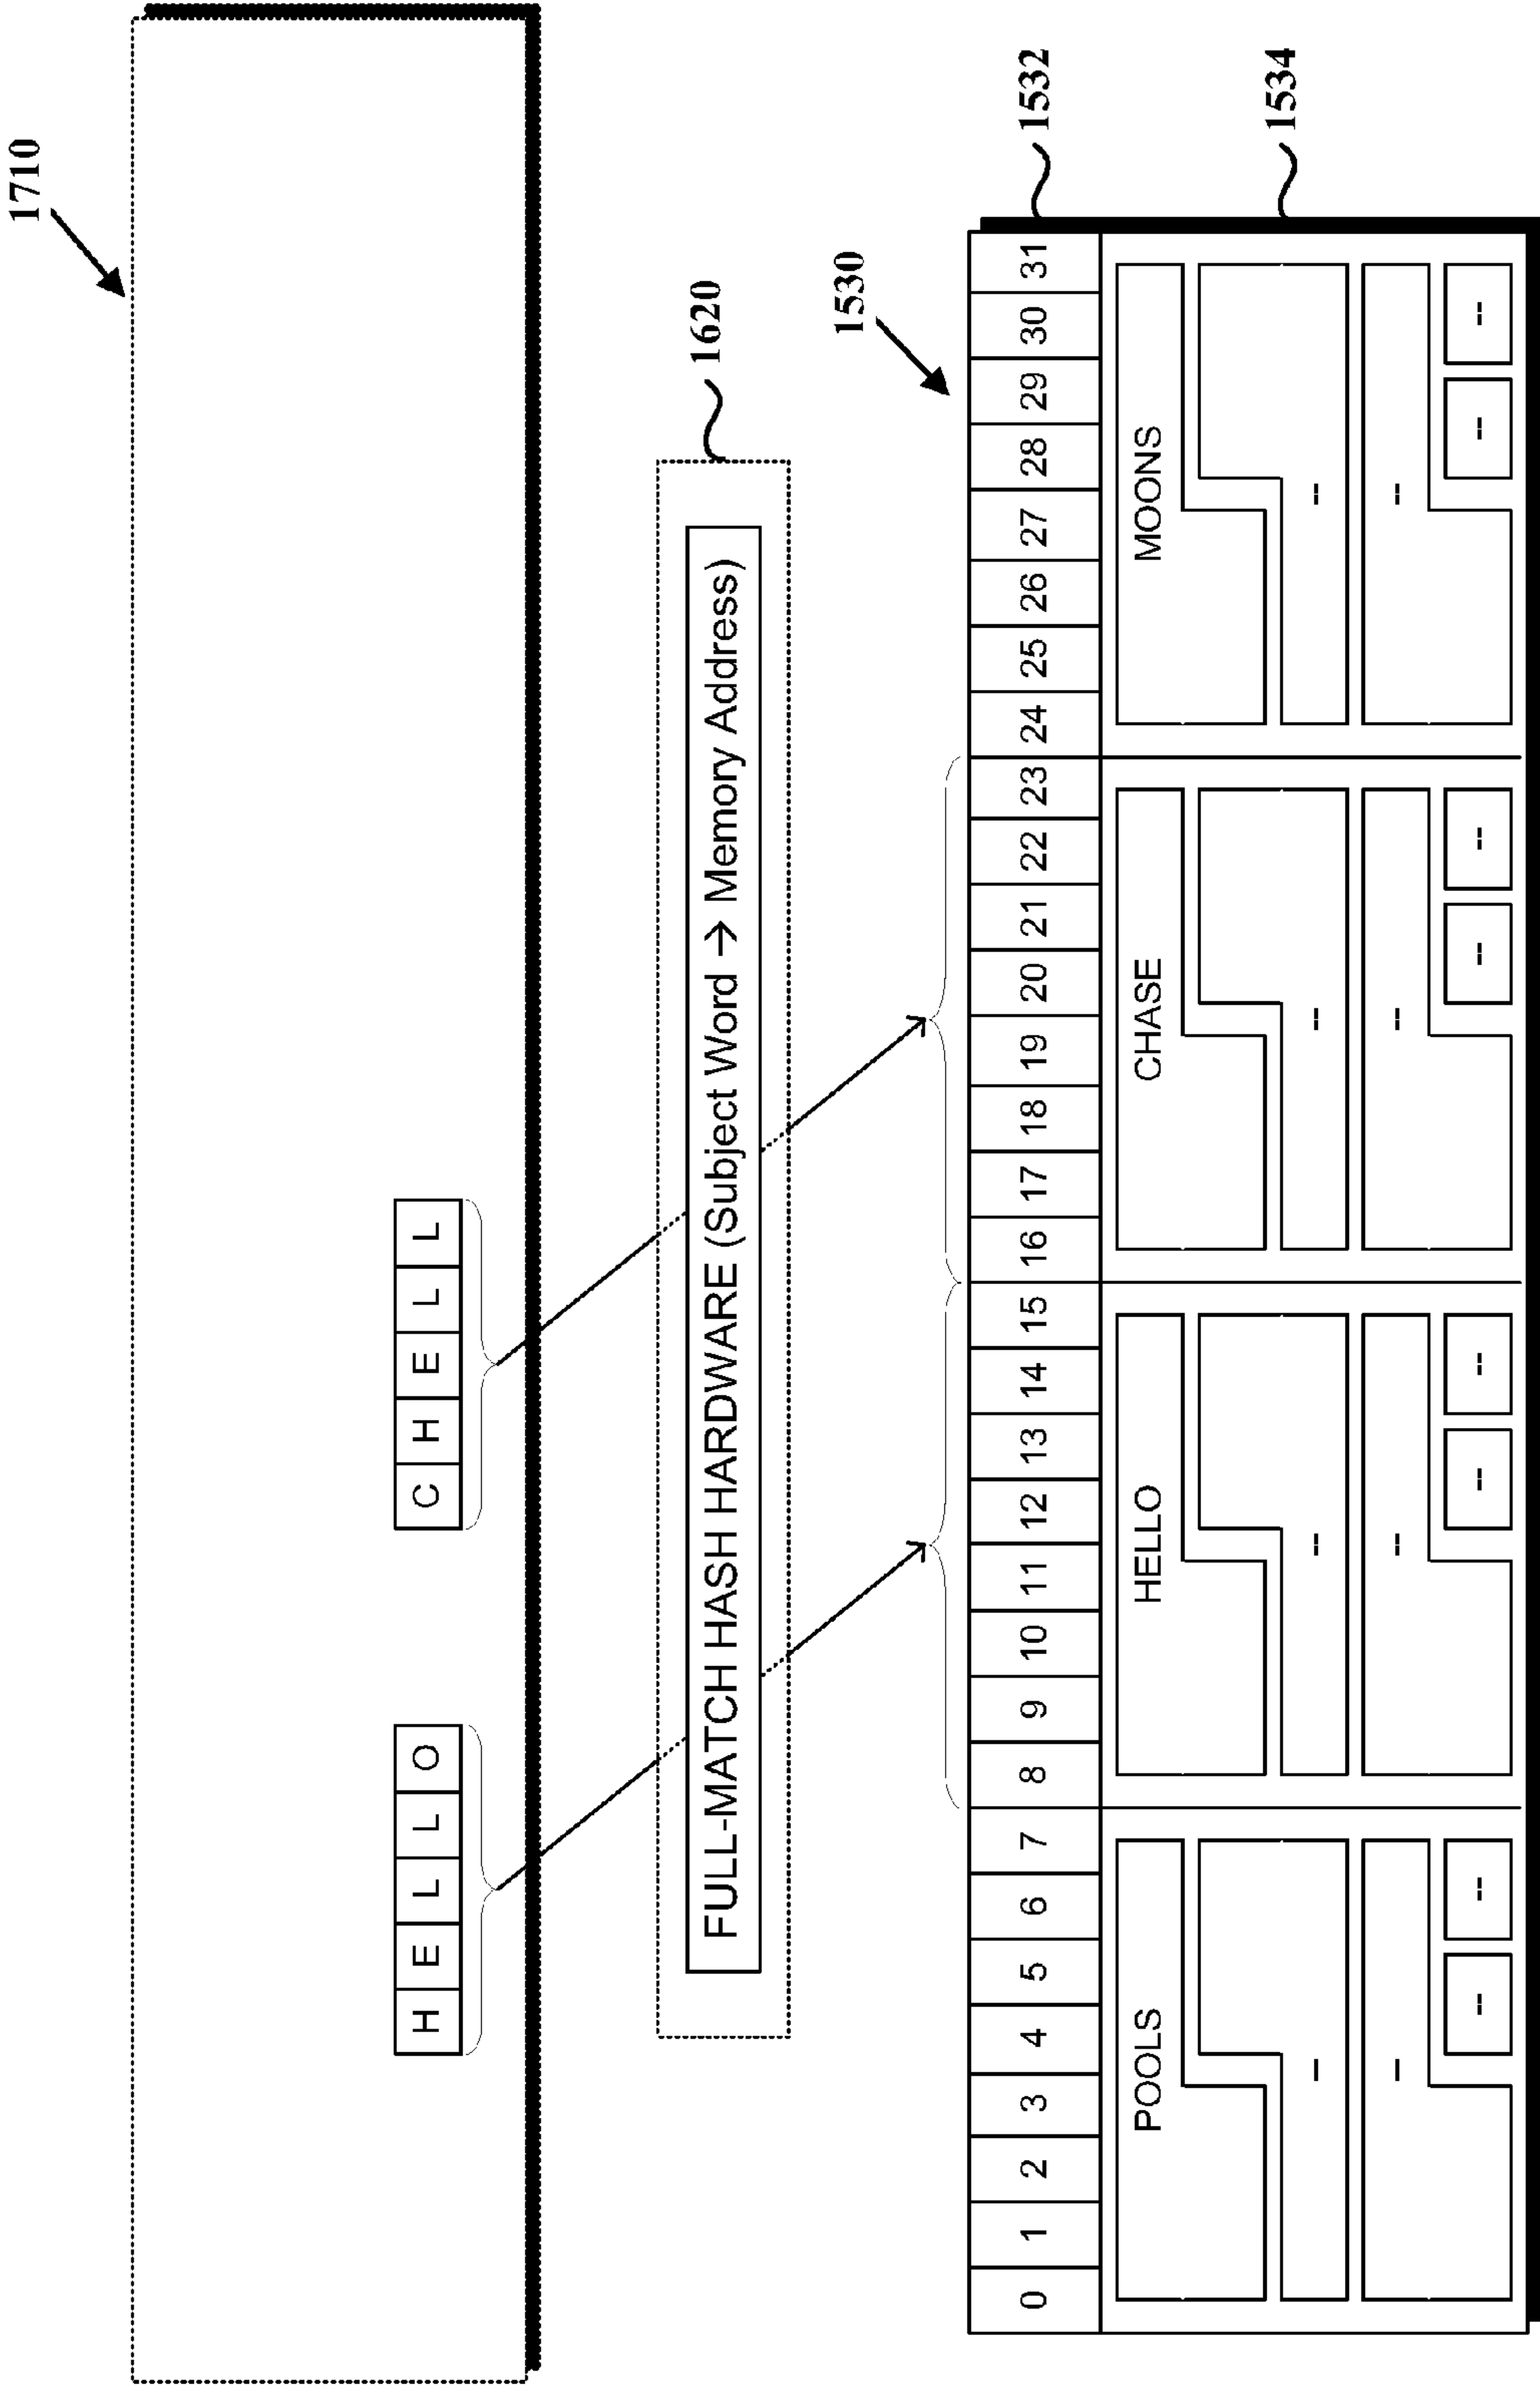 1710
H E L L O C H E L L
1620
FULL-MATCH HASH HARDWARE (Subject Word → Memory Address)
1530
0 1 2 3 4 5 6 7 8 9 10 11 12 13 14 15 16 17 18 19 20 21 22 23 24 25 26 27 28 29 30 31
1532
POOLS HELLO CHASE MOONS
1534
– -- -- --
– -- -- --
-- -- -- -- -- -- -- --